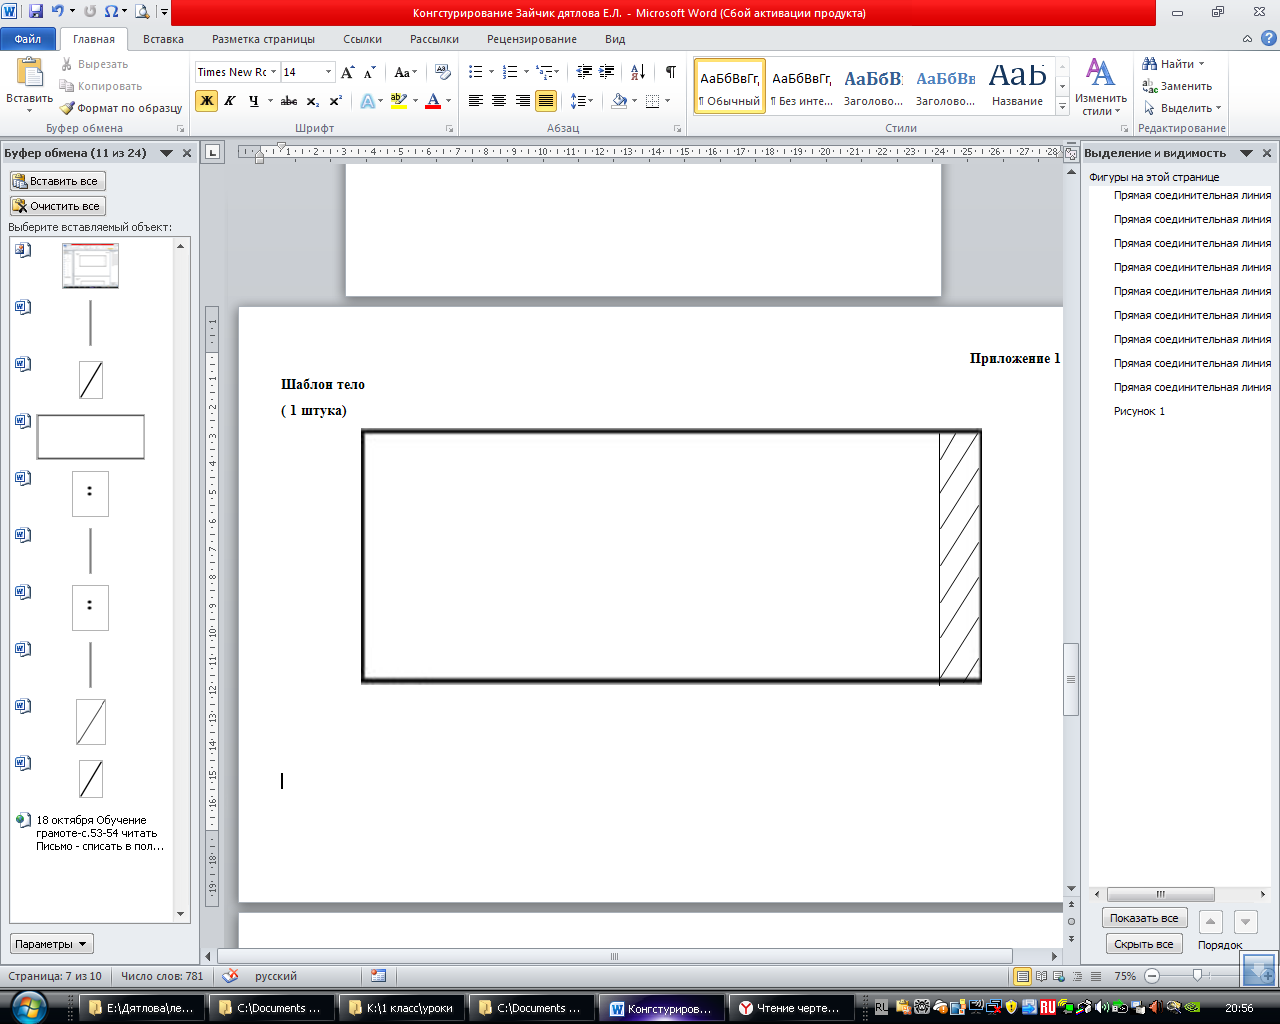 Конгстурирование Зайчик дятлова Е.Л. - Microsoft Word (Сбой активации продукта)
Файл Главная Вставка Разметка страницы Ссылки Рассылки Рецензирование Вид
Вставить
Вырезать
Копировать
Формат по образцу
Буфер обмена
Times New Rc 14
Шрифт
Абзац
АаБбВвГг, АаБбВвГг, АаБбВ: АаБбВв АаЬ
¶ Обычный ¶ Без инте... Заголово... Заголово... Название
Стили
Изменить стили
Найти
Заменить
Выделить
Редактирование
Буфер обмена (11 из 24)
Вставить все
Очистить все
Выберите вставляемый объект:
18 октября Обучение
грамоте-с.53-54 читать
Письмо - списать в пол...
Параметры
Приложение 1
Шаблон тело
( 1 штука)
Выделение и видимость
Фигуры на этой странице
Прямая соединительная линия
Прямая соединительная линия
Прямая соединительная линия
Прямая соединительная линия
Прямая соединительная линия
Прямая соединительная линия
Прямая соединительная линия
Прямая соединительная линия
Прямая соединительная линия
Рисунок 1
Показать все
Скрыть все
Порядок
Страница: 7 из 10 Число слов: 781 русский 75%
E:\Дятлова\ле... C:\Documents ... K:\1 класс\уроки C:\Documents ... Конгстуриров... Чтение черте... RL RU 20:56